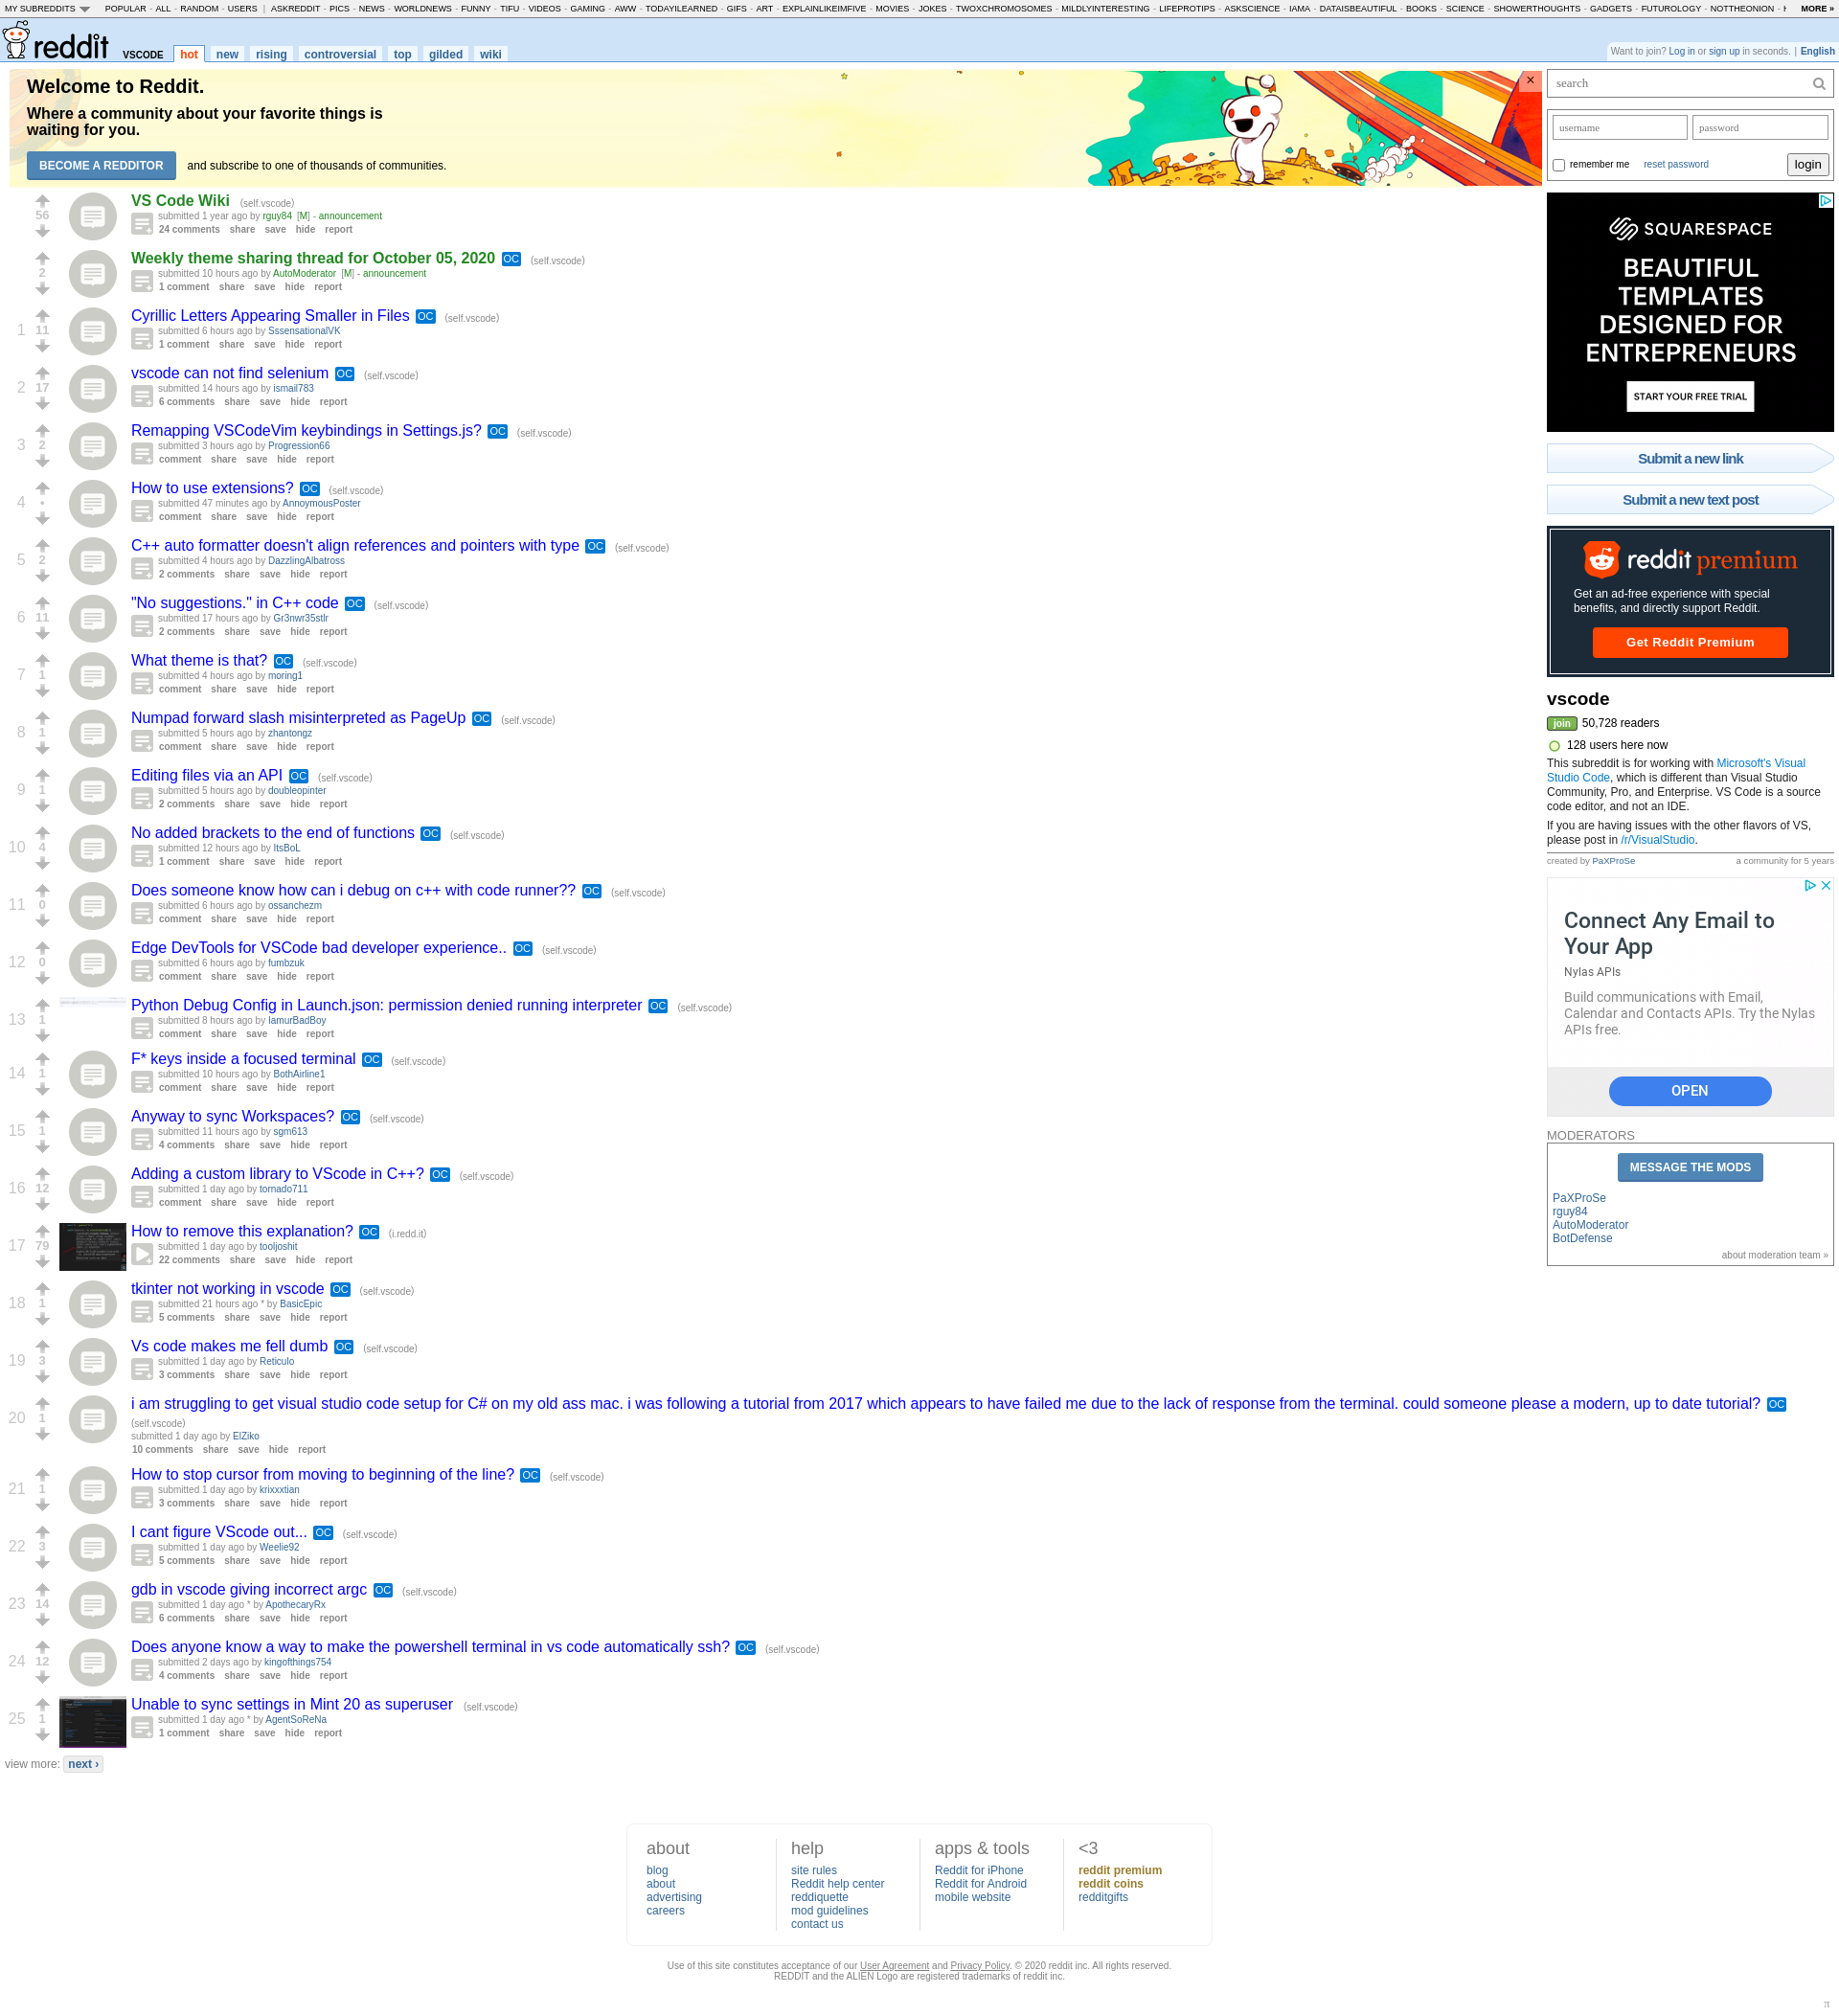 MY SUBREDDITS POPULAR - ALL - RANDOM - USERS | ASKREDDIT - PICS - NEWS - WORLDNEWS - FUNNY - TIFU - VIDEOS - GAMING - AWW - TODAYILEARNED - GIFS - ART - EXPLAINLIKEIMFIVE - MOVIES - JOKES - TWOXCHROMOSOMES - MILDLYINTERESTING - LIFEPROTIPS - ASKSCIENCE - IAMA - DATAISBEAUTIFUL - BOOKS - SCIENCE - SHOWERTHOUGHTS - GADGETS - FUTUROLOGY - NOTTHEONION - MORE »
reddit VSCODE hot new rising controversial top gilded wiki
Want to join? Log in or sign up in seconds. | English
Welcome to Reddit.
Where a community about your favorite things is
waiting for you.
BECOME A REDDITOR and subscribe to one of thousands of communities.
×
56
VS Code Wiki (self.vscode)
submitted 1 year ago by rguy84 [M] - announcement
24 comments share save hide report
2
Weekly theme sharing thread for October 05, 2020 OC (self.vscode)
submitted 10 hours ago by AutoModerator [M] - announcement
1 comment share save hide report
1 11
Cyrillic Letters Appearing Smaller in Files OC (self.vscode)
submitted 6 hours ago by SssensationalVK
1 comment share save hide report
2 17
vscode can not find selenium OC (self.vscode)
submitted 14 hours ago by ismail783
6 comments share save hide report
3 2
Remapping VSCodeVim keybindings in Settings.js? OC (self.vscode)
submitted 3 hours ago by Progression66
comment share save hide report
4 •
How to use extensions? OC (self.vscode)
submitted 47 minutes ago by AnnoymousPoster
comment share save hide report
5 2
C++ auto formatter doesn't align references and pointers with type OC (self.vscode)
submitted 4 hours ago by DazzlingAlbatross
2 comments share save hide report
6 11
"No suggestions." in C++ code OC (self.vscode)
submitted 17 hours ago by Gr3nwr35stlr
2 comments share save hide report
7 1
What theme is that? OC (self.vscode)
submitted 4 hours ago by moring1
comment share save hide report
8 1
Numpad forward slash misinterpreted as PageUp OC (self.vscode)
submitted 5 hours ago by zhantongz
comment share save hide report
9 1
Editing files via an API OC (self.vscode)
submitted 5 hours ago by doubleopinter
2 comments share save hide report
10 4
No added brackets to the end of functions OC (self.vscode)
submitted 12 hours ago by ItsBoL
1 comment share save hide report
11 0
Does someone know how can i debug on c++ with code runner?? OC (self.vscode)
submitted 6 hours ago by ossanchezm
comment share save hide report
12 0
Edge DevTools for VSCode bad developer experience.. OC (self.vscode)
submitted 6 hours ago by fumbzuk
comment share save hide report
13 1
Python Debug Config in Launch.json: permission denied running interpreter OC (self.vscode)
submitted 8 hours ago by IamurBadBoy
comment share save hide report
14 1
F* keys inside a focused terminal OC (self.vscode)
submitted 10 hours ago by BothAirline1
comment share save hide report
15 1
Anyway to sync Workspaces? OC (self.vscode)
submitted 11 hours ago by sgm613
4 comments share save hide report
16 12
Adding a custom library to VScode in C++? OC (self.vscode)
submitted 1 day ago by tornado711
comment share save hide report
17 79
How to remove this explanation? OC (i.redd.it)
submitted 1 day ago by tooljoshit
22 comments share save hide report
18 1
tkinter not working in vscode OC (self.vscode)
submitted 21 hours ago * by BasicEpic
5 comments share save hide report
19 3
Vs code makes me fell dumb OC (self.vscode)
submitted 1 day ago by Reticulo
3 comments share save hide report
20 1
i am struggling to get visual studio code setup for C# on my old ass mac. i was following a tutorial from 2017 which appears to have failed me due to the lack of response from the terminal. could someone please a modern, up to date tutorial? OC
(self.vscode)
submitted 1 day ago by ElZiko
10 comments share save hide report
21 1
How to stop cursor from moving to beginning of the line? OC (self.vscode)
submitted 1 day ago by krixxxtian
3 comments share save hide report
22 3
I cant figure VScode out... OC (self.vscode)
submitted 1 day ago by Weelie92
5 comments share save hide report
23 14
gdb in vscode giving incorrect argc OC (self.vscode)
submitted 1 day ago * by ApothecaryRx
6 comments share save hide report
24 12
Does anyone know a way to make the powershell terminal in vs code automatically ssh? OC (self.vscode)
submitted 2 days ago by kingofthings754
4 comments share save hide report
25 1
Unable to sync settings in Mint 20 as superuser (self.vscode)
submitted 1 day ago * by AgentSoReNa
1 comment share save hide report
view more: next ›
search
username password
remember me reset password login
SQUARESPACE
BEAUTIFUL
TEMPLATES
DESIGNED FOR
ENTREPRENEURS
START YOUR FREE TRIAL
Submit a new link
Submit a new text post
reddit premium
Get an ad-free experience with special
benefits, and directly support Reddit.
Get Reddit Premium
vscode
join 50,728 readers
128 users here now
This subreddit is for working with Microsoft's Visual
Studio Code, which is different than Visual Studio
Community, Pro, and Enterprise. VS Code is a source
code editor, and not an IDE.
If you are having issues with the other flavors of VS,
please post in /r/VisualStudio.
created by PaXProSe a community for 5 years
Connect Any Email to
Your App
Nylas APIs
Build communications with Email,
Calendar and Contacts APIs. Try the Nylas
APIs free.
OPEN
MODERATORS
MESSAGE THE MODS
PaXProSe
rguy84
AutoModerator
BotDefense
about moderation team »
about
blog
about
advertising
careers
help
site rules
Reddit help center
reddiquette
mod guidelines
contact us
apps & tools
Reddit for iPhone
Reddit for Android
mobile website
<3
reddit premium
reddit coins
redditgifts
Use of this site constitutes acceptance of our User Agreement and Privacy Policy. © 2020 reddit inc. All rights reserved.
REDDIT and the ALIEN Logo are registered trademarks of reddit inc.
π